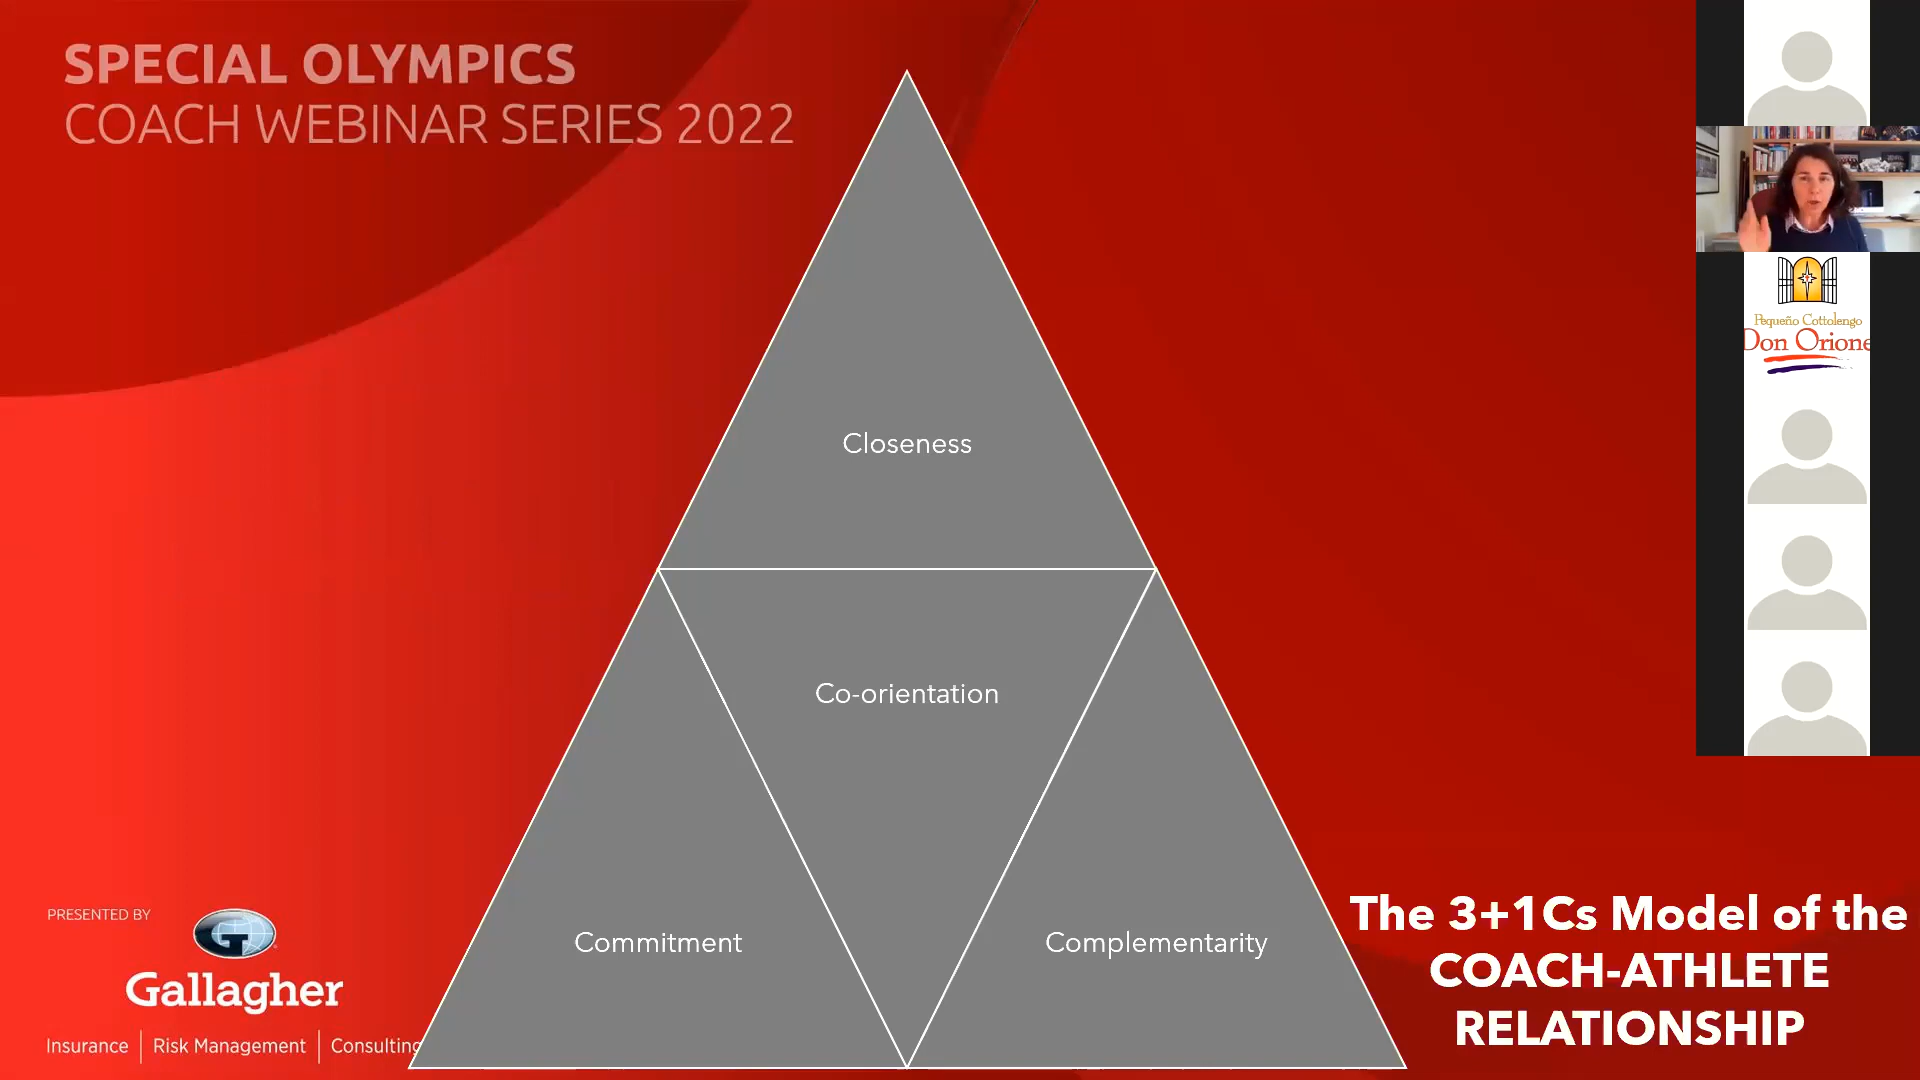 SPECIAL OLYMPICS
COACH WEBINAR SERIES 2022
Closeness
Co-orientation
Commitment
Complementarity
The 3+1Cs Model of the
COACH-ATHLETE
RELATIONSHIP
PRESENTED BY
G
Gallagher
Insurance | Risk Management | Consulting
Pequeño Cottolengo
Don Orione